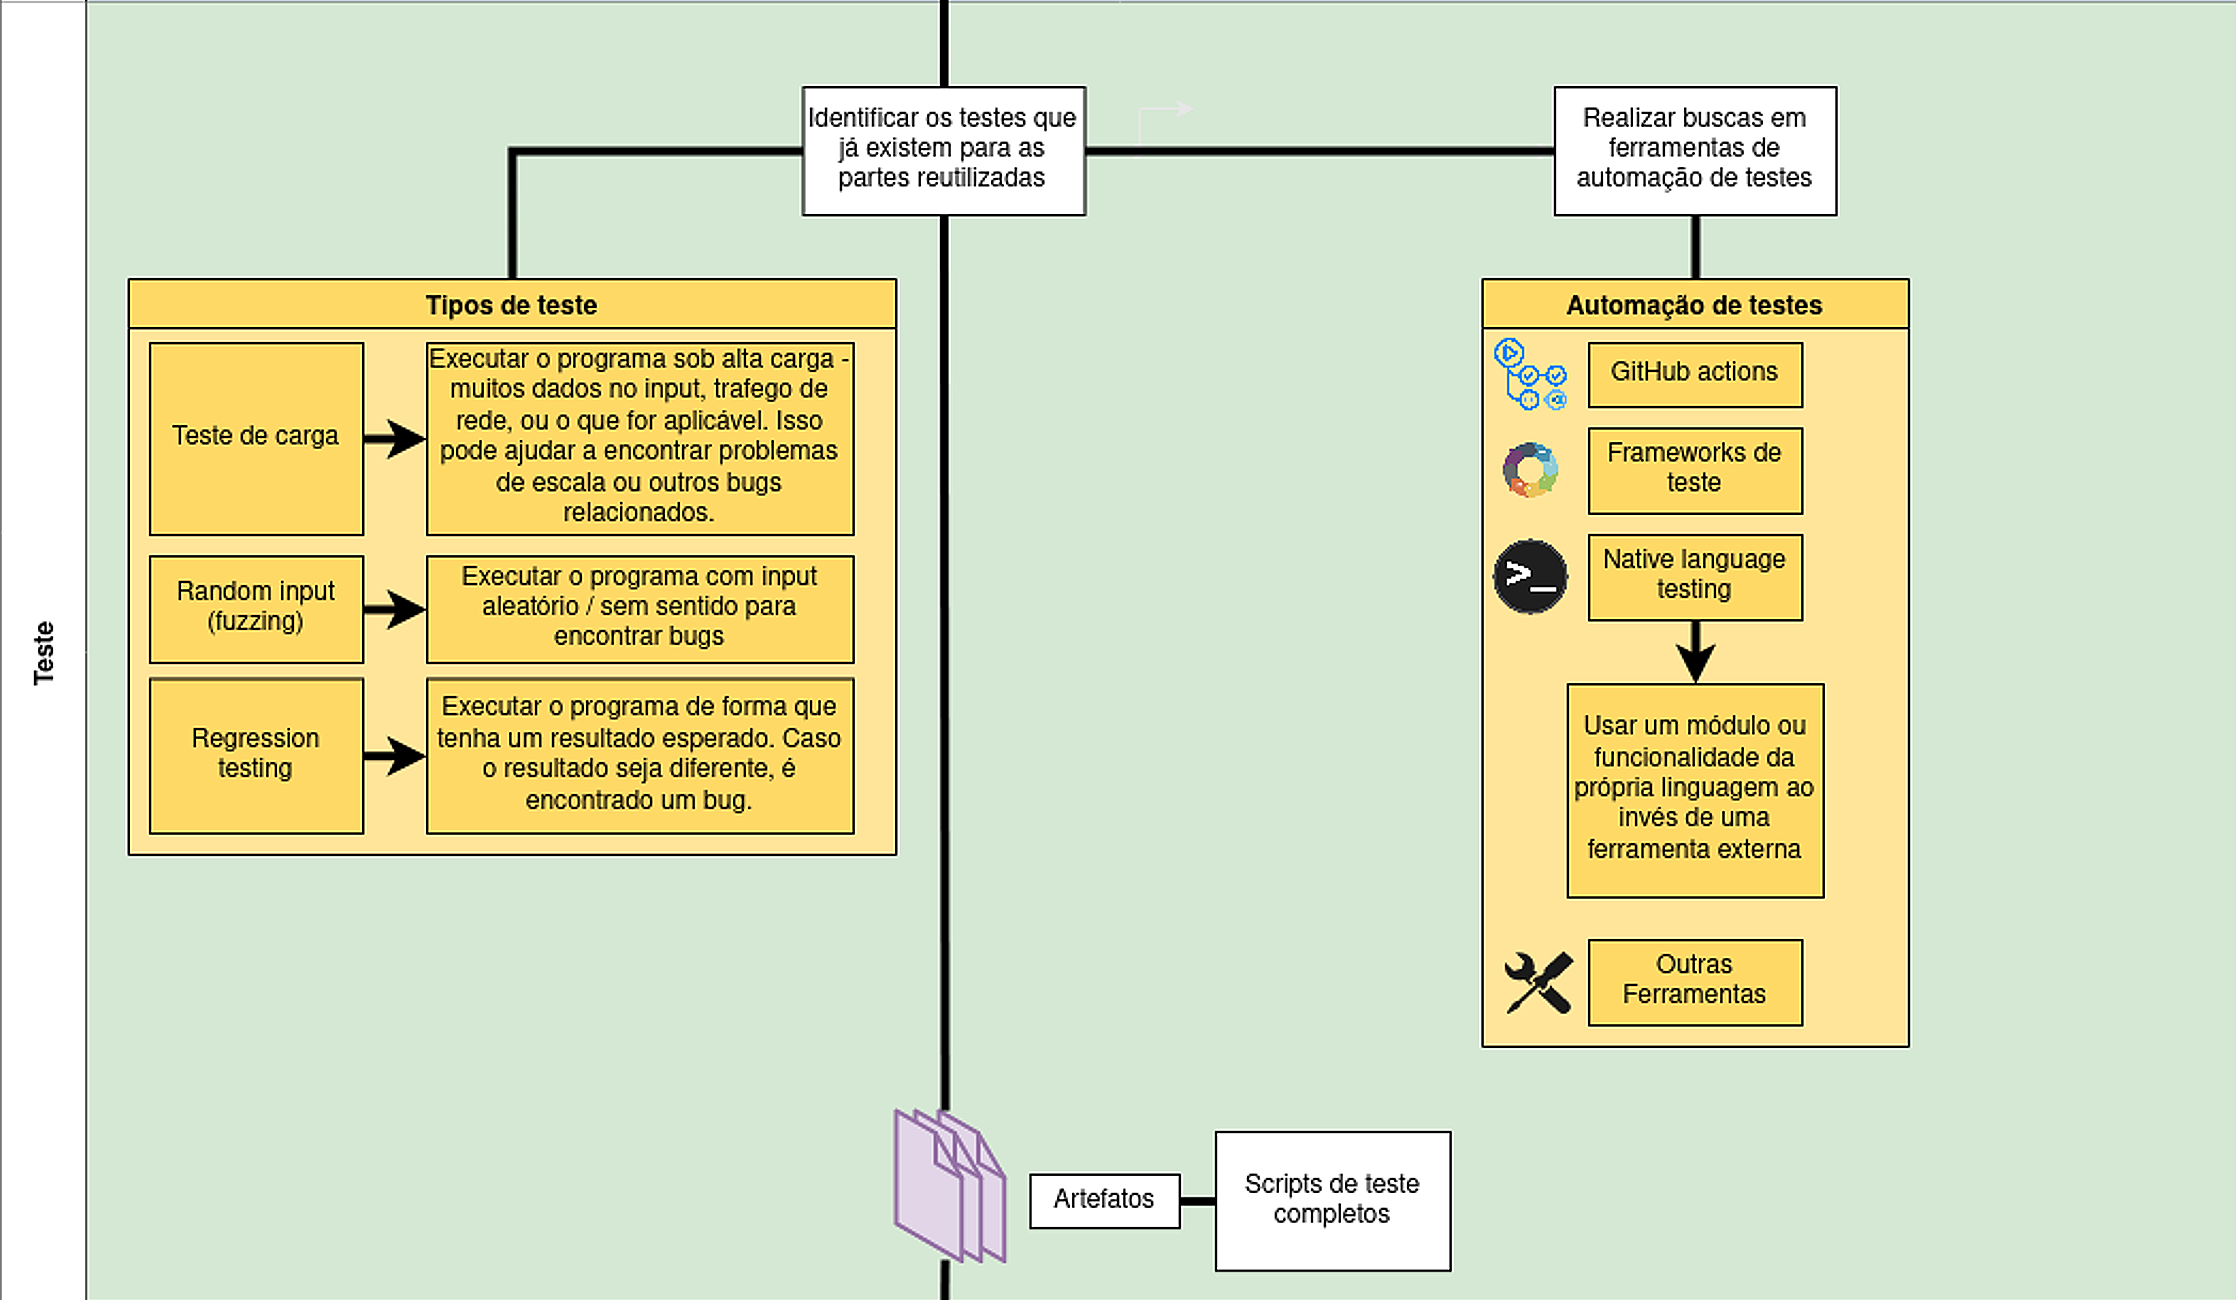 Teste
Identificar os testes que
já existem para as
partes reutilizadas
Realizar buscas em
ferramentas de
automação de testes
Tipos de teste
Teste de carga
Executar o programa sob alta carga -
muitos dados no input, trafego de
rede, ou o que for aplicável. Isso
pode ajudar a encontrar problemas
de escala ou outros bugs
relacionados.
Random input
(fuzzing)
Executar o programa com input
aleatório / sem sentido para
encontrar bugs
Regression
testing
Executar o programa de forma que
tenha um resultado esperado. Caso
o resultado seja diferente, é
encontrado um bug.
Automação de testes
GitHub actions
Frameworks de
teste
>_
Native language
testing
Usar um módulo ou
funcionalidade da
própria linguagem ao
invés de uma
ferramenta externa
Outras
Ferramentas
Artefatos
Scripts de teste
completos